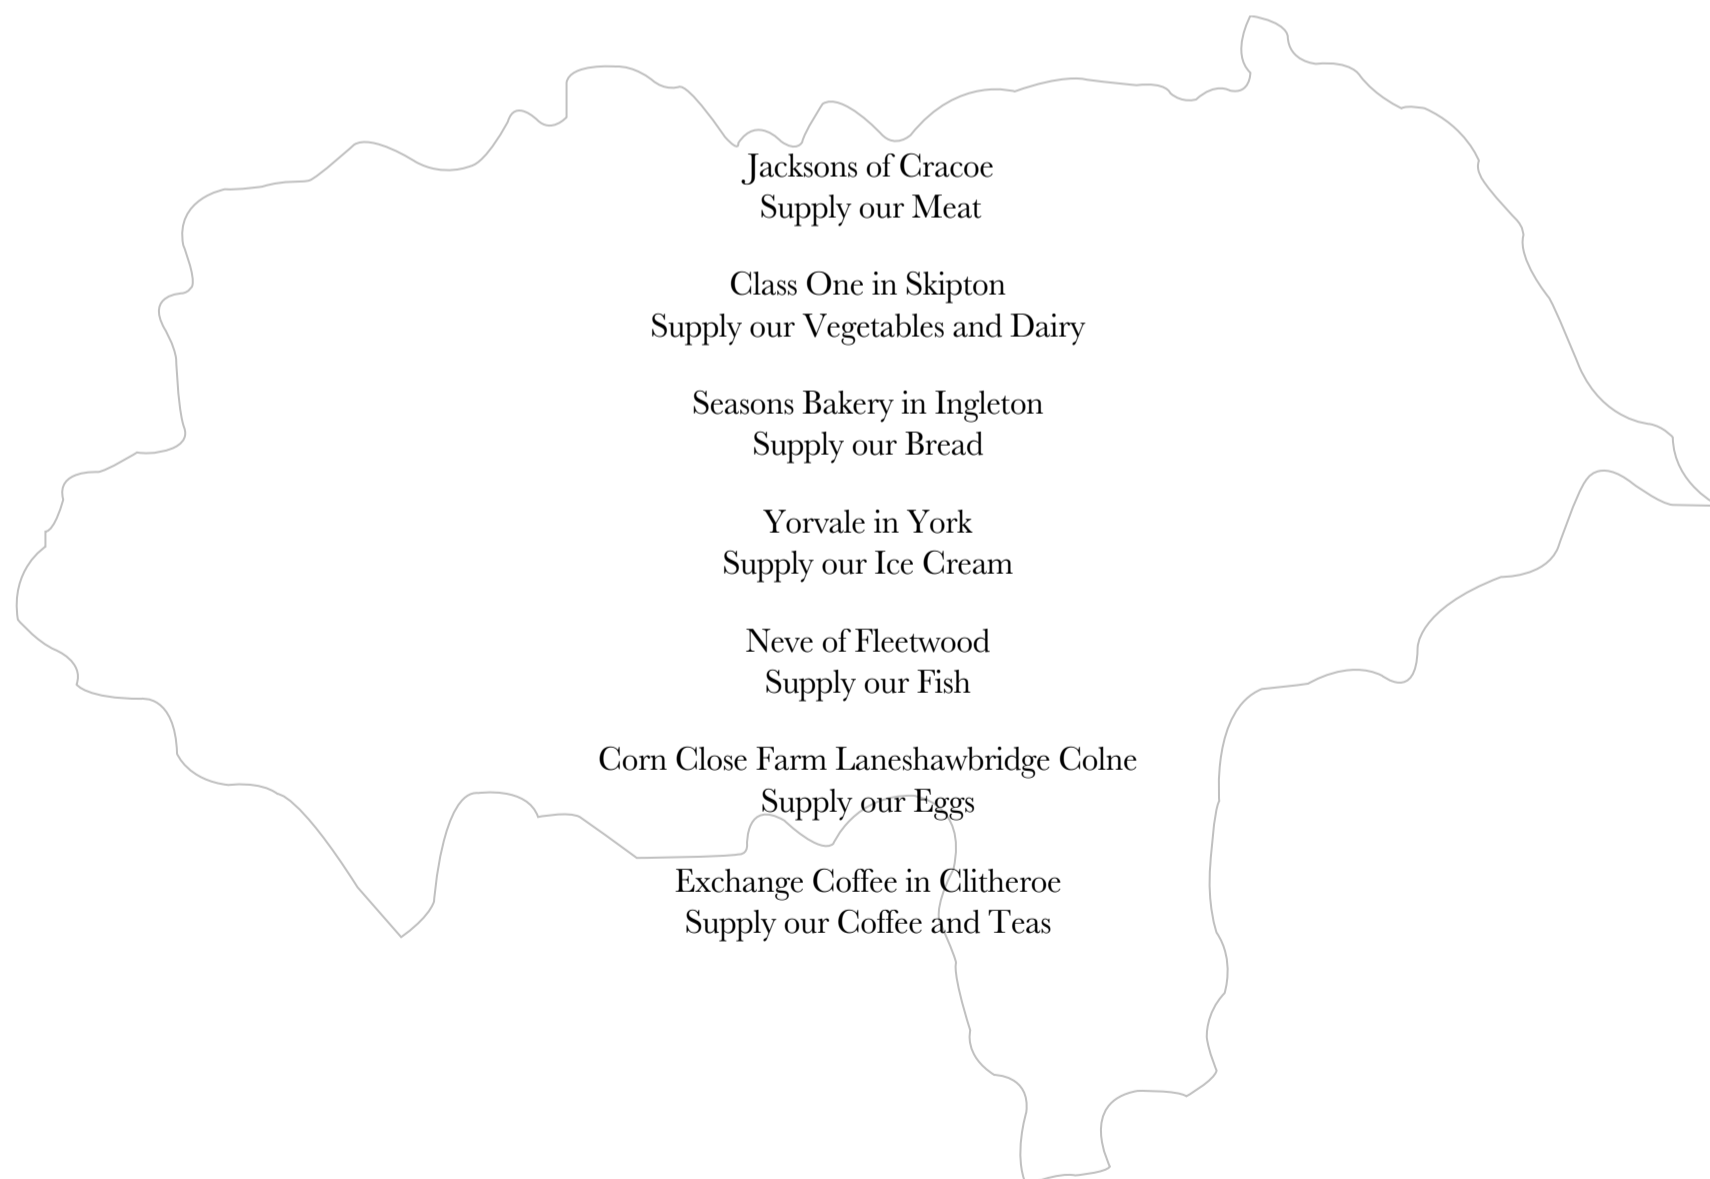 Jacksons of Cracoe
Supply our Meat
Class One in Skipton
Supply our Vegetables and Dairy
Seasons Bakery in Ingleton
Supply our Bread
Yorvale in York
Supply our Ice Cream
Neve of Fleetwood
Supply our Fish
Corn Close Farm Laneshawbridge Colne
Supply our Eggs
Exchange Coffee in Clitheroe
Supply our Coffee and Teas